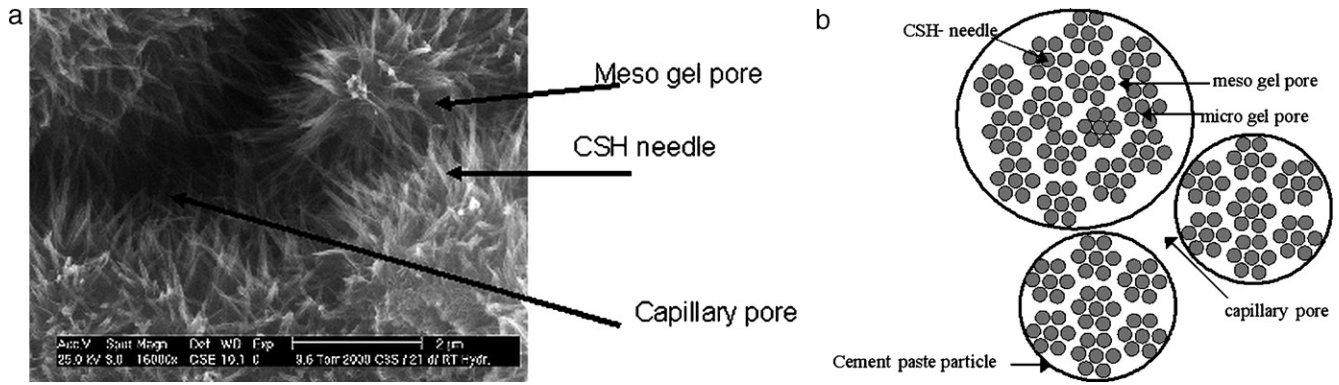 a
Meso gel pore
CSH needle
Capillary pore
Acc.V Spot Magn Det WD Exp 2 µm
25.0 kV 3.0 16000x GSE 10.1 0 9.6 Torr 2000 CBS / 21 d/ RT Hydr.
b
CSH- needle
meso gel pore
micro gel pore
capillary pore
Cement paste particle